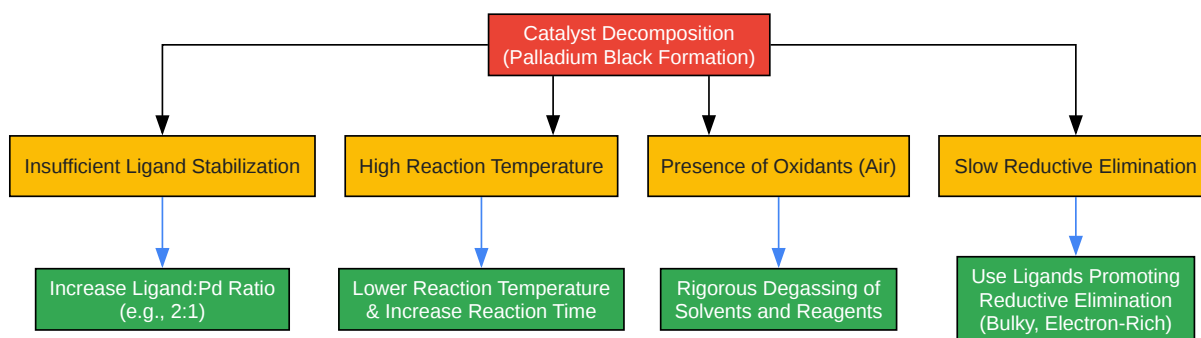 Catalyst Decomposition
(Palladium Black Formation)
Insufficient Ligand Stabilization
High Reaction Temperature
Presence of Oxidants (Air)
Slow Reductive Elimination
Increase Ligand:Pd Ratio
(e.g., 2:1)
Lower Reaction Temperature
& Increase Reaction Time
Rigorous Degassing of
Solvents and Reagents
Use Ligands Promoting
Reductive Elimination
(Bulky, Electron-Rich)